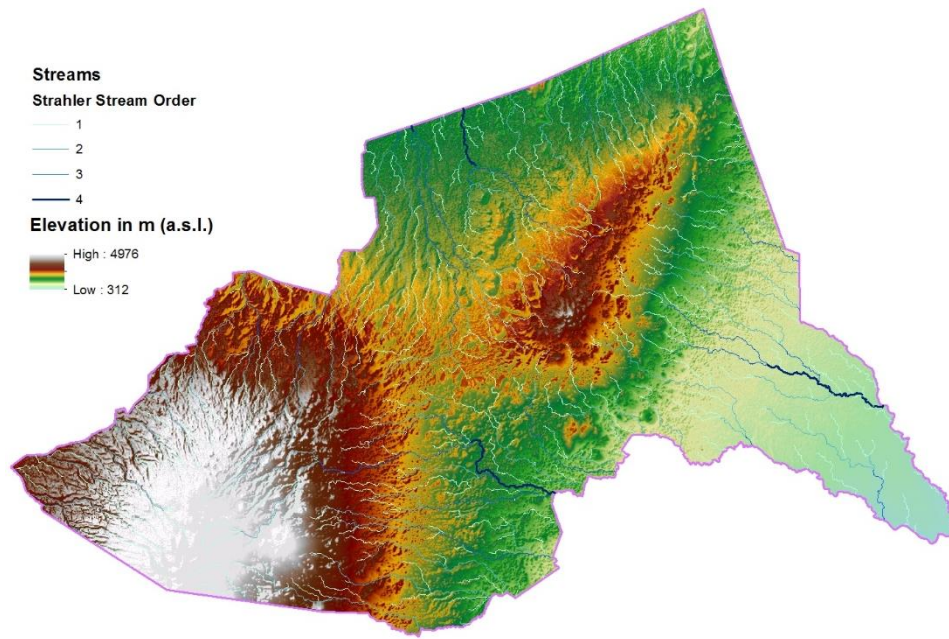 Streams
Strahler Stream Order
1
2
3
4
Elevation in m (a.s.l.)
High : 4976
Low : 312